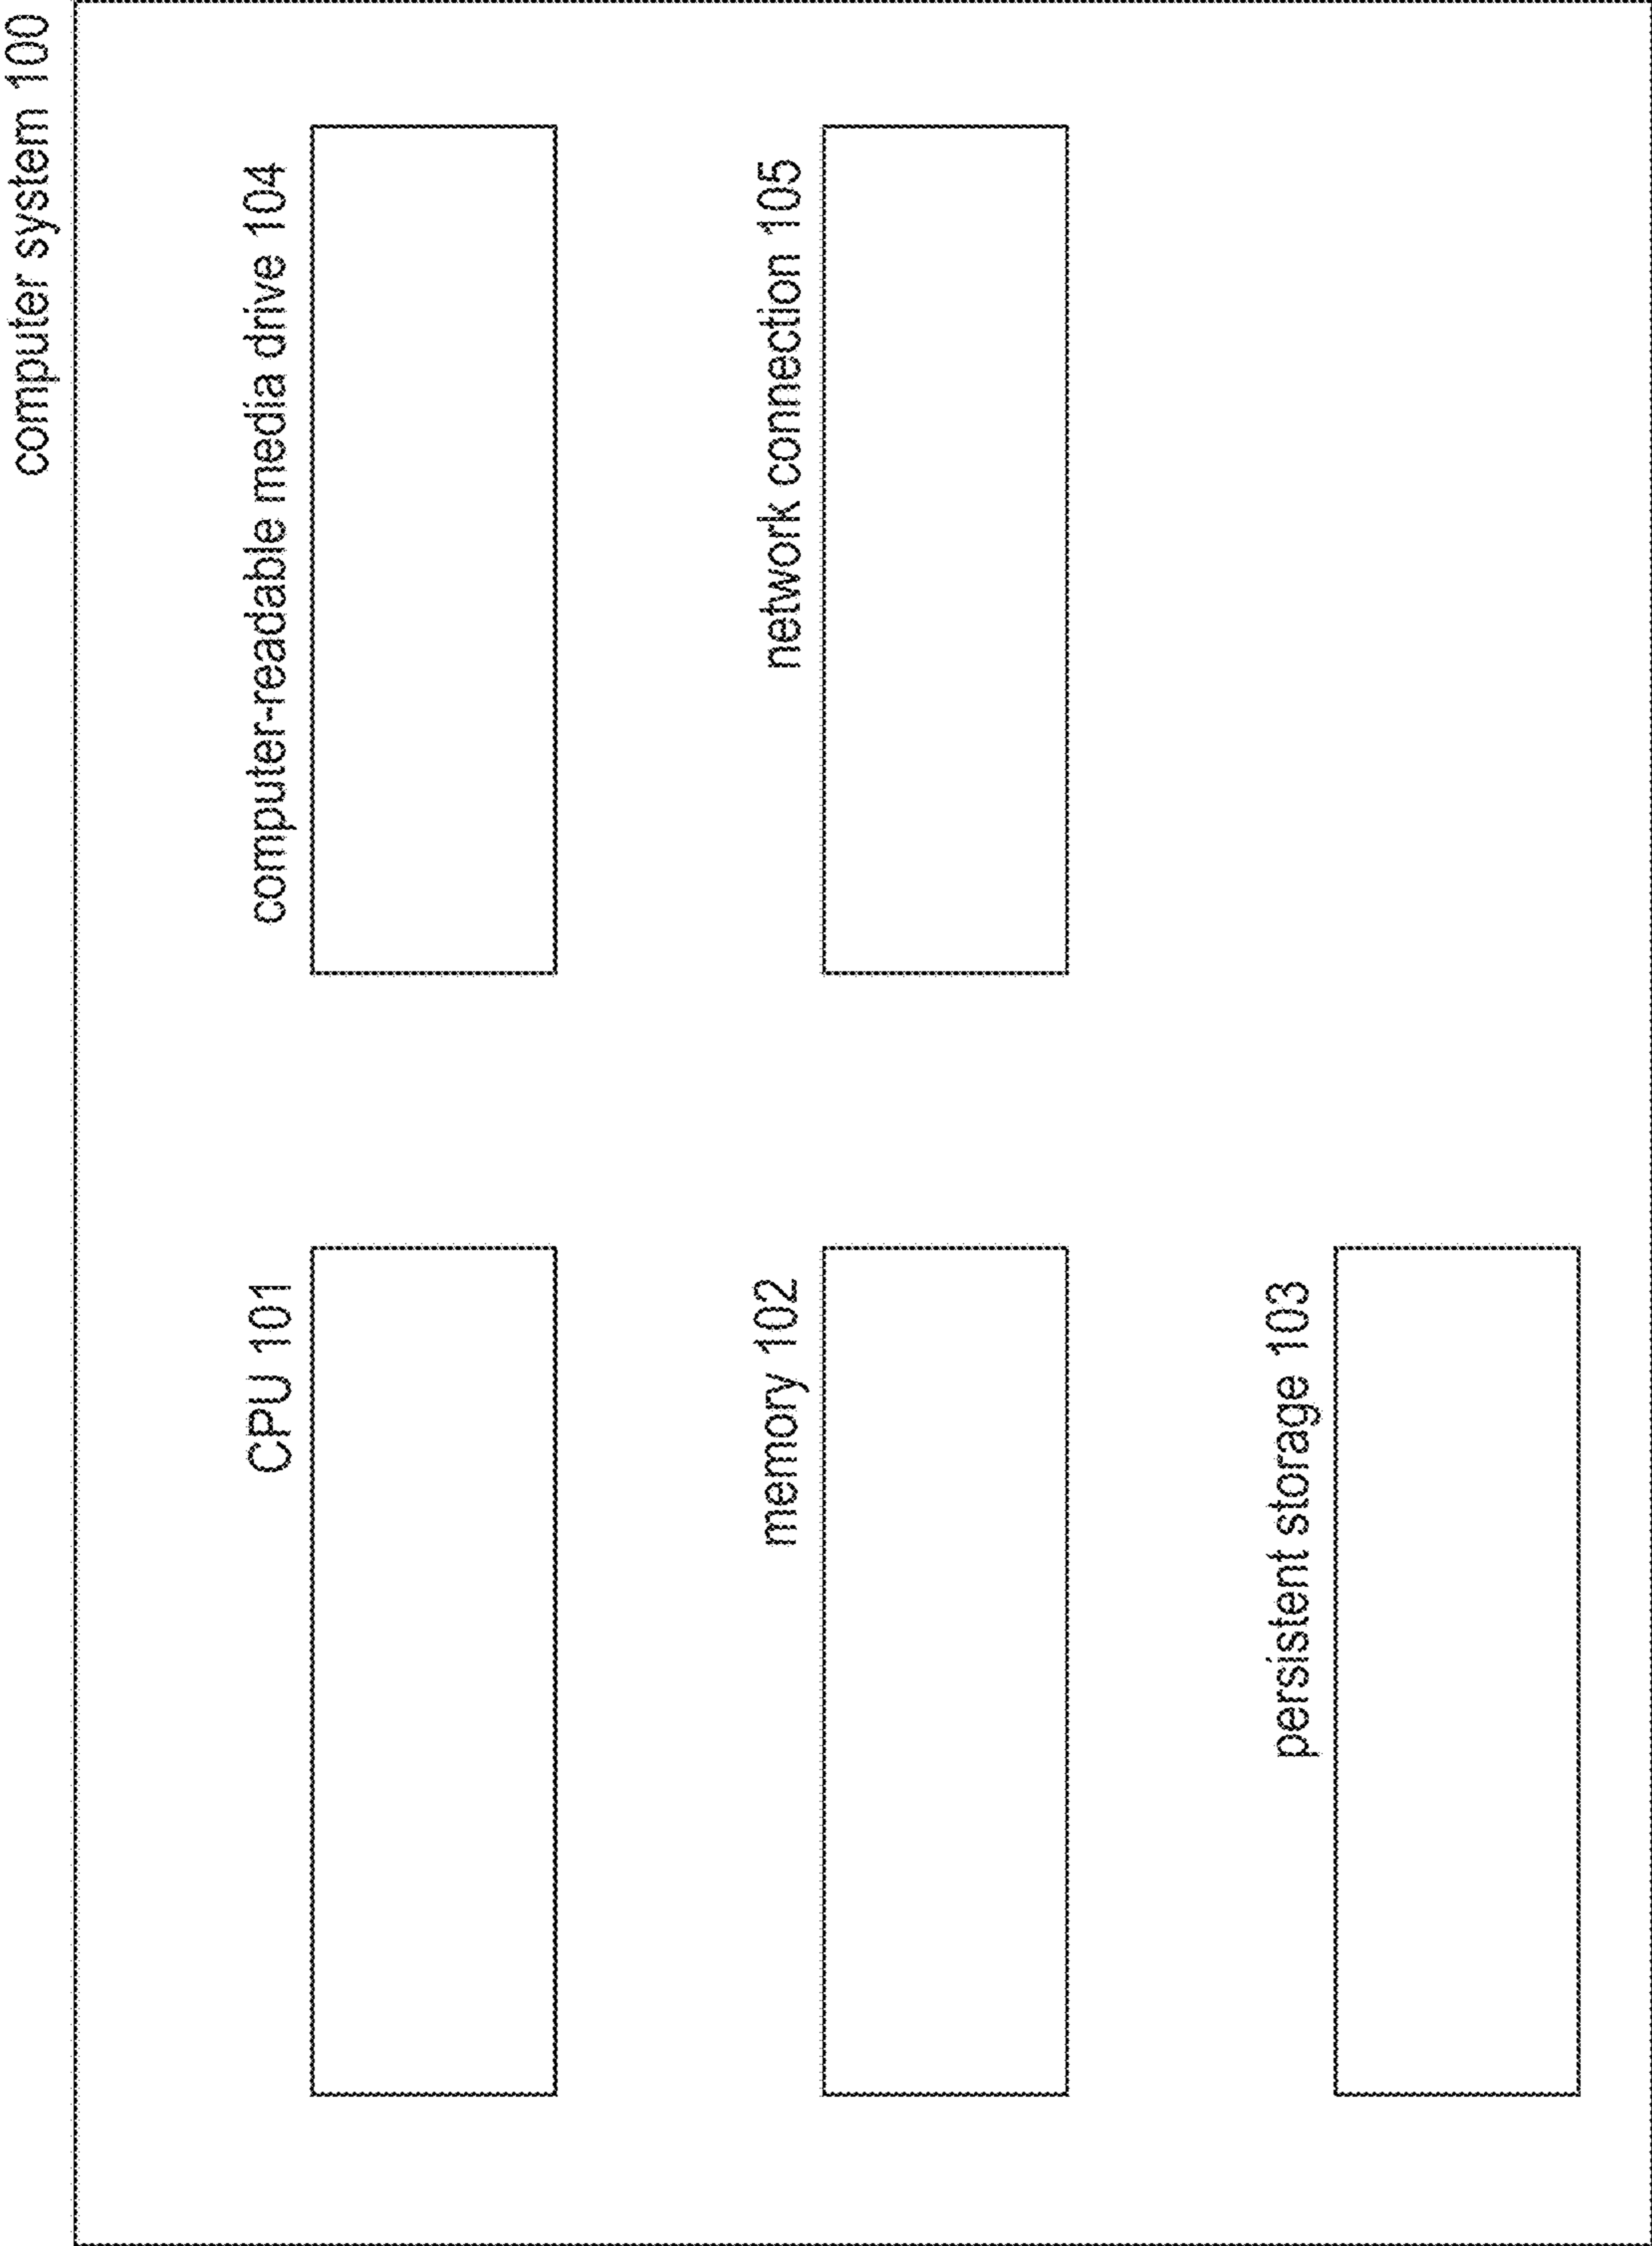 computer system 100
CPU 101
computer-readable media drive 104
memory 102
network connection 105
persistent storage 103